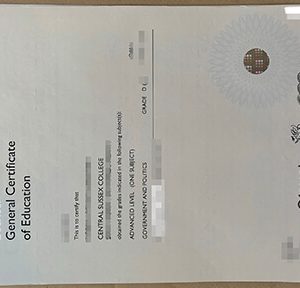 General Certificate
of Education
This is to certify that
CENTRAL SUSSEX COLLEGE
obtained the grades indicated in the following subject(s)
ADVANCED LEVEL (ONE SUBJECT)
GOVERNMENT AND POLITICS
GRADE D (